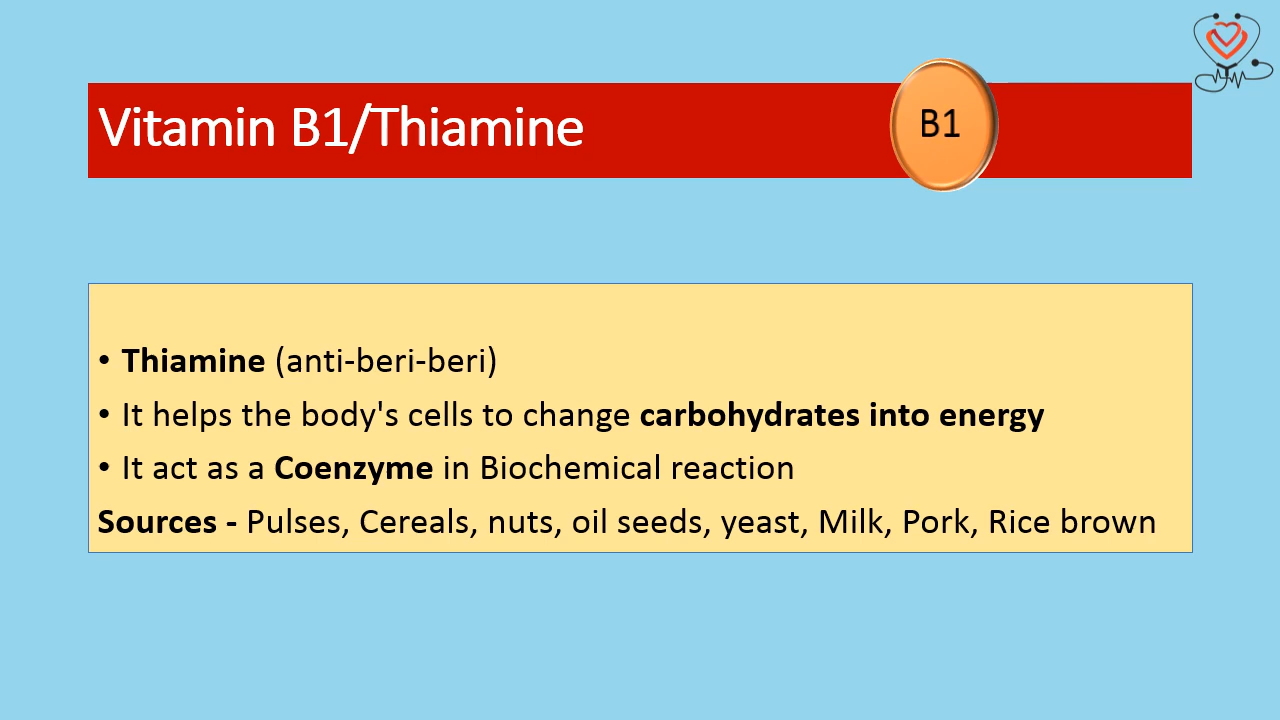 Vitamin B1/Thiamine
B1
• Thiamine (anti-beri-beri)
• It helps the body's cells to change carbohydrates into energy
• It act as a Coenzyme in Biochemical reaction
Sources - Pulses, Cereals, nuts, oil seeds, yeast, Milk, Pork, Rice brown